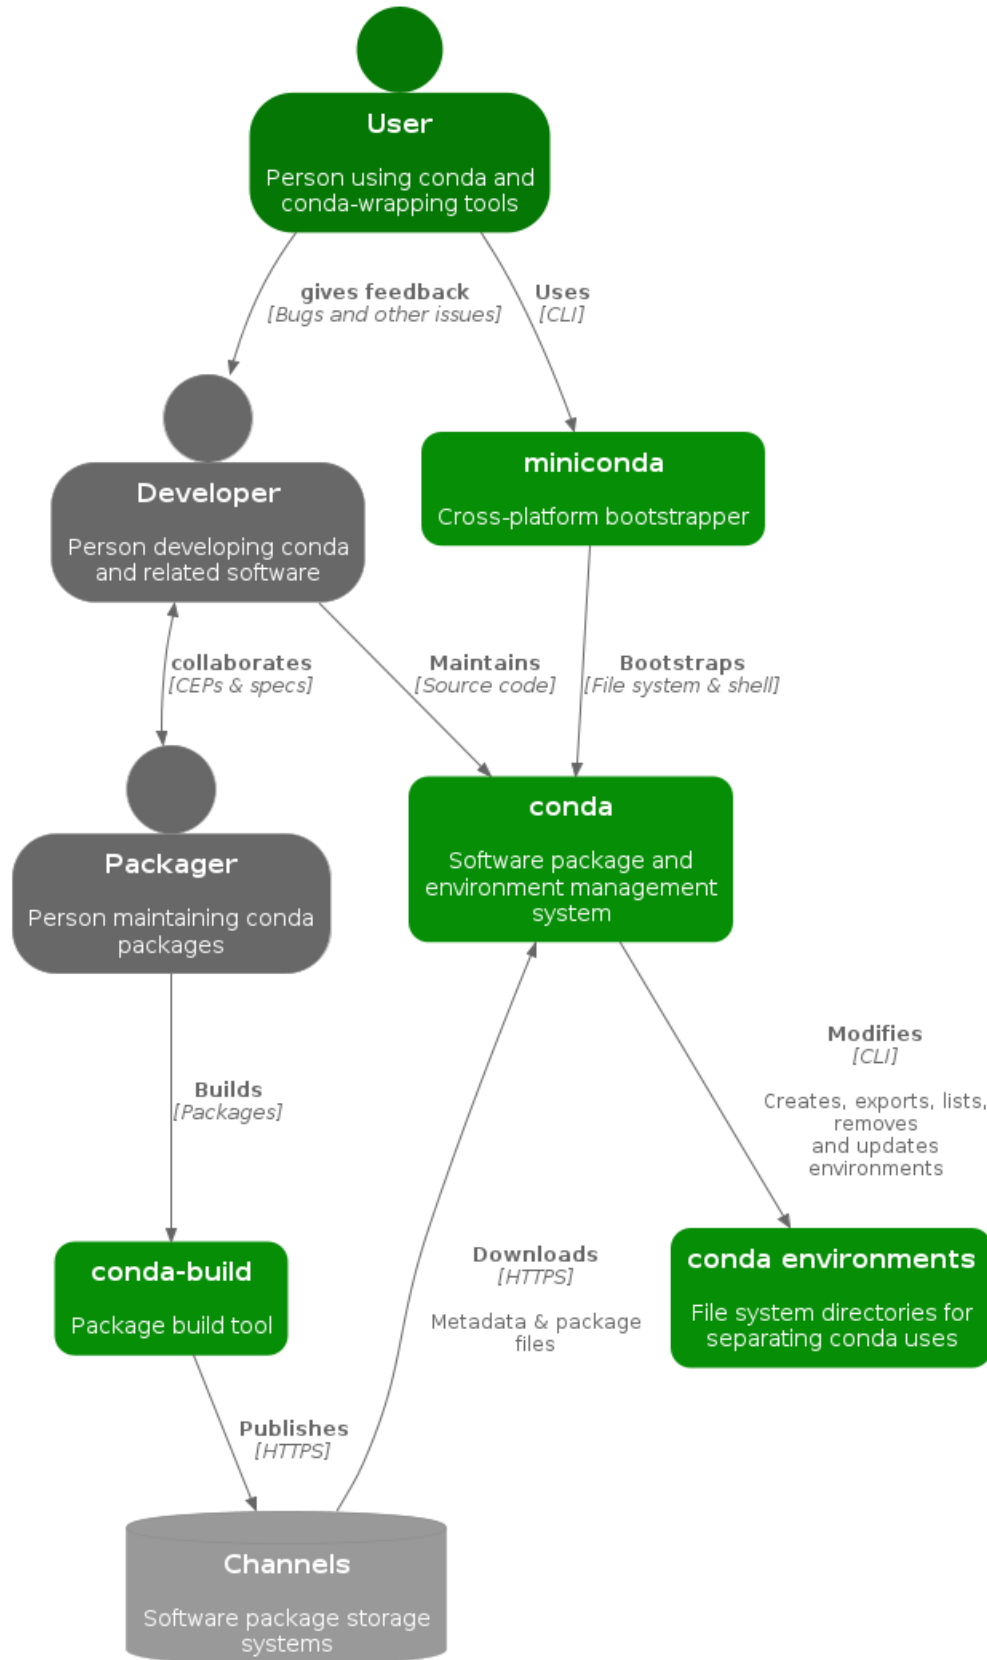 User
Person using conda and
conda-wrapping tools
gives feedback
[Bugs and other issues]
Uses
[CLI]
Developer
Person developing conda
and related software
miniconda
Cross-platform bootstrapper
collaborates
[CEPs & specs]
Maintains
[Source code]
Bootstraps
[File system & shell]
Packager
Person maintaining conda
packages
conda
Software package and
environment management
system
Builds
[Packages]
Modifies
[CLI]
Creates, exports, lists,
removes
and updates
environments
conda-build
Package build tool
Downloads
[HTTPS]
Metadata & package
files
conda environments
File system directories for
separating conda uses
Publishes
[HTTPS]
Channels
Software package storage
systems